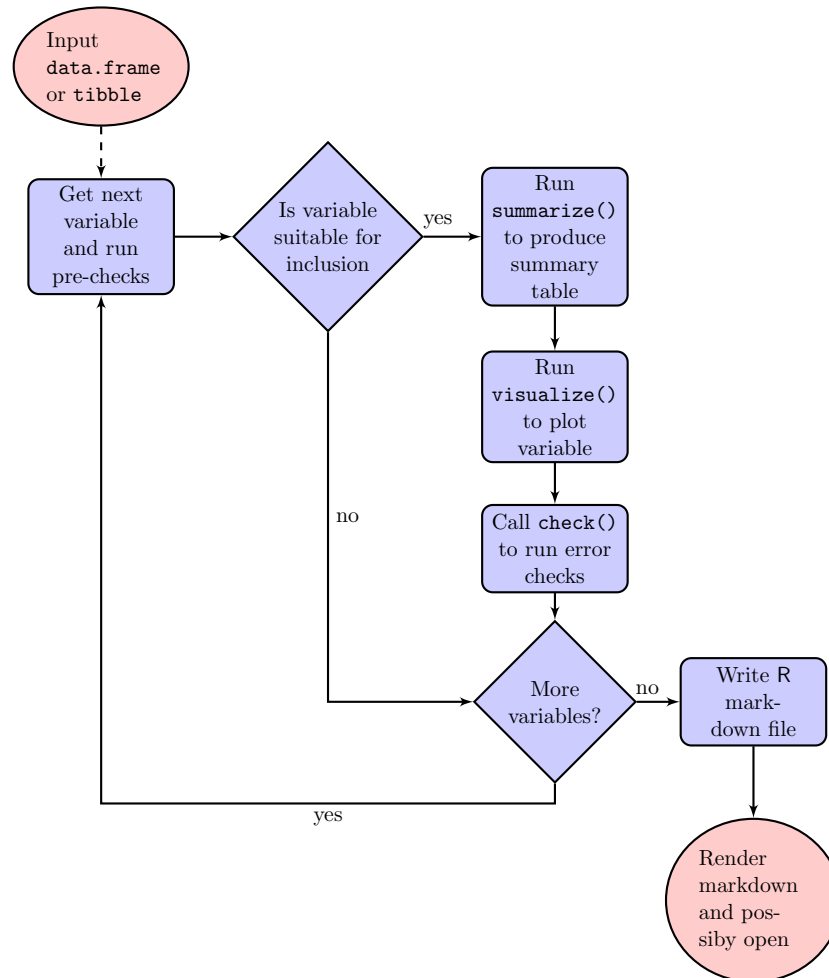 Input
data.frame
or tibble
Get next
variable
and run
pre-checks
Is variable
suitable for
inclusion
yes
Run
summarize()
to produce
summary
table
Run
visualize()
to plot
variable
no
Call check()
to run error
checks
More
variables?
no
Write R
mark-
down file
yes
Render
markdown
and pos-
siby open